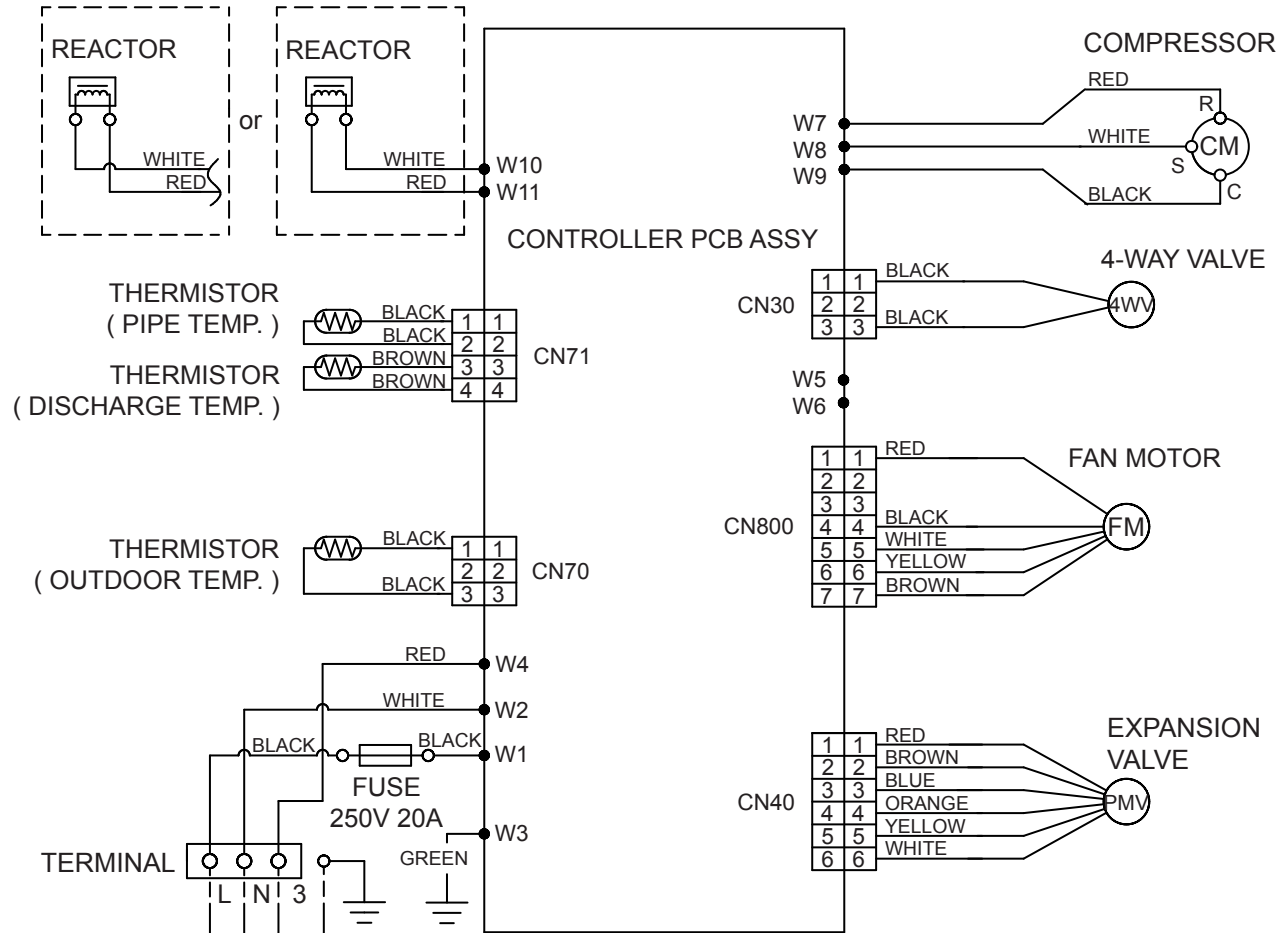 REACTOR
WHITE
RED
or
REACTOR
WHITE
RED
W10
W11
CONTROLLER PCB ASSY
COMPRESSOR
W7
W8
W9
RED
WHITE
BLACK
R
S
C
CM
THERMISTOR
( PIPE TEMP. )
THERMISTOR
( DISCHARGE TEMP. )
BLACK
BLACK
BROWN
BROWN
1 1
2 2
3 3
4 4
CN71
4-WAY VALVE
CN30
1 1
2 2
3 3
BLACK
BLACK
4WV
W5
W6
FAN MOTOR
CN800
1 1
2 2
3 3
4 4
5 5
6 6
7 7
RED
BLACK
WHITE
YELLOW
BROWN
FM
THERMISTOR
( OUTDOOR TEMP. )
BLACK
BLACK
1 1
2 2
3 3
CN70
RED
W4
WHITE
W2
BLACK
BLACK
W1
FUSE
250V 20A
W3
GREEN
TERMINAL
L N 3
EXPANSION
VALVE
CN40
1 1
2 2
3 3
4 4
5 5
6 6
RED
BROWN
BLUE
ORANGE
YELLOW
WHITE
PMV